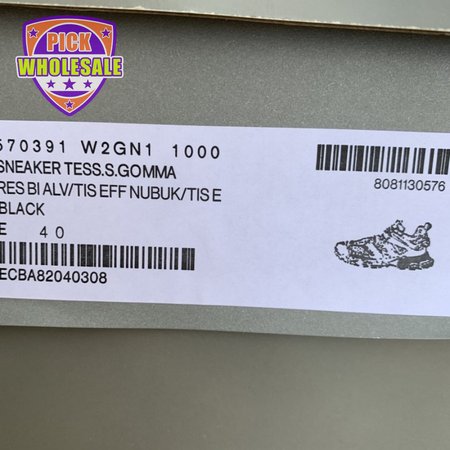 PICK
WHOLESALE
570391 W2GN1 1000
SNEAKER TESS.S.GOMMA
RES BI ALV/TIS EFF NUBUK/TIS E
BLACK
E 40
ECBA82040308
8081130576